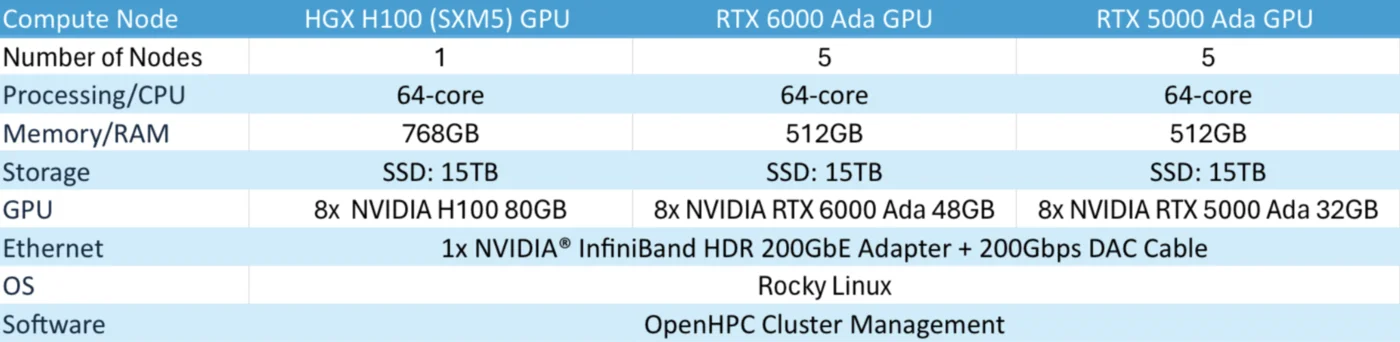 Compute Node HGX H100 (SXM5) GPU RTX 6000 Ada GPU RTX 5000 Ada GPU
Number of Nodes 1 5 5
Processing/CPU 64-core 64-core 64-core
Memory/RAM 768GB 512GB 512GB
Storage SSD: 15TB SSD: 15TB SSD: 15TB
GPU 8x NVIDIA H100 80GB 8x NVIDIA RTX 6000 Ada 48GB 8x NVIDIA RTX 5000 Ada 32GB
Ethernet 1x NVIDIA® InfiniBand HDR 200GbE Adapter + 200Gbps DAC Cable
OS Rocky Linux
Software OpenHPC Cluster Management